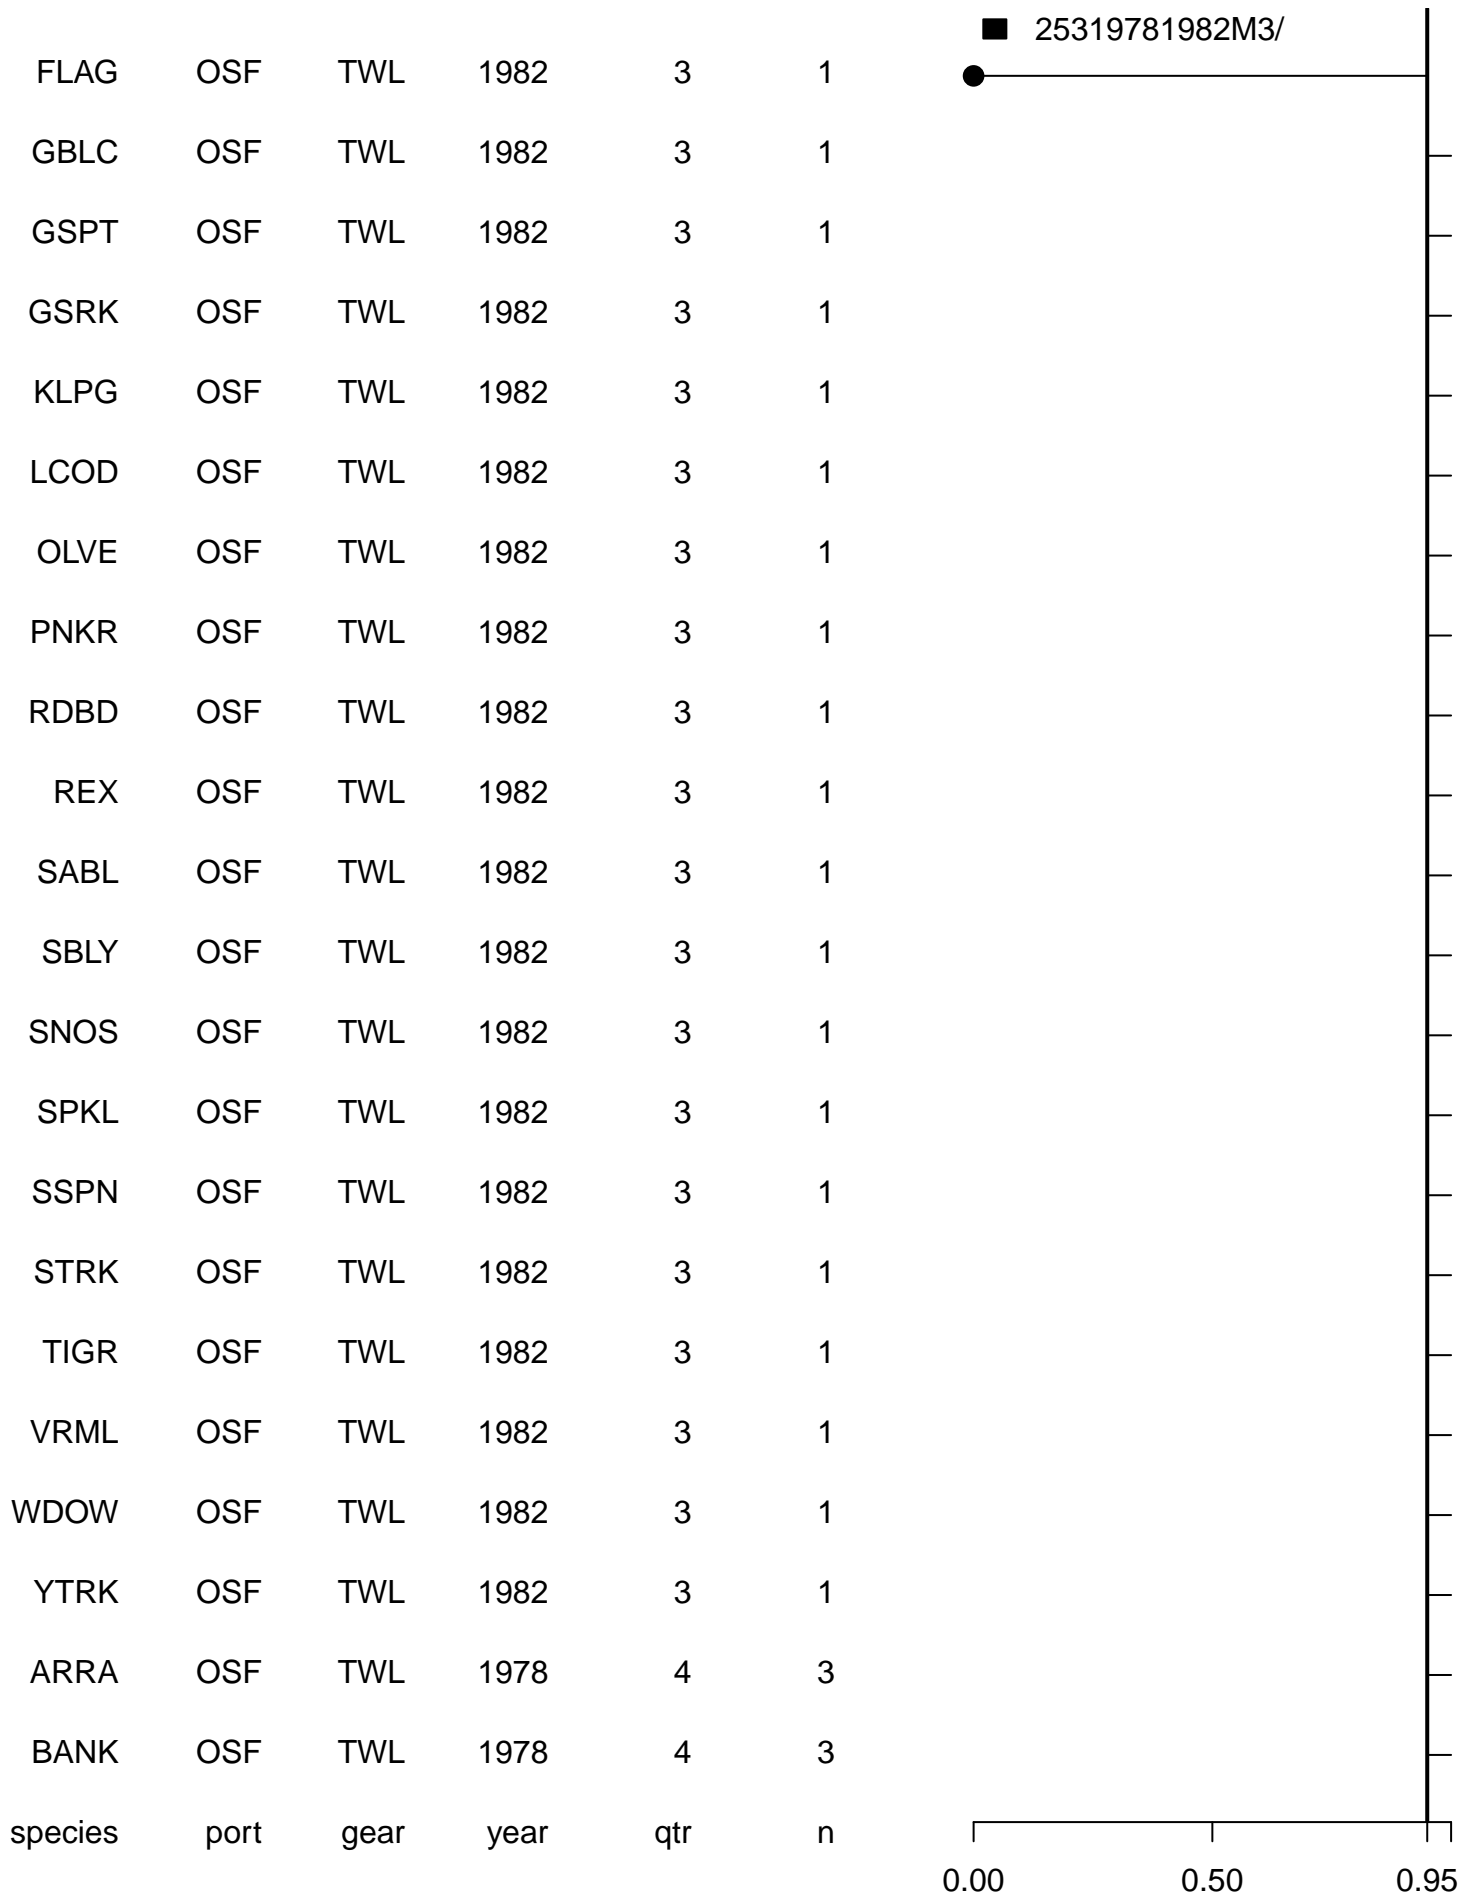 25319781982M3/
FLAG OSF TWL 1982 3 1
GBLC OSF TWL 1982 3 1
GSPT OSF TWL 1982 3 1
GSRK OSF TWL 1982 3 1
KLPG OSF TWL 1982 3 1
LCOD OSF TWL 1982 3 1
OLVE OSF TWL 1982 3 1
PNKR OSF TWL 1982 3 1
RDBD OSF TWL 1982 3 1
REX OSF TWL 1982 3 1
SABL OSF TWL 1982 3 1
SBLY OSF TWL 1982 3 1
SNOS OSF TWL 1982 3 1
SPKL OSF TWL 1982 3 1
SSPN OSF TWL 1982 3 1
STRK OSF TWL 1982 3 1
TIGR OSF TWL 1982 3 1
VRML OSF TWL 1982 3 1
WDOW OSF TWL 1982 3 1
YTRK OSF TWL 1982 3 1
ARRA OSF TWL 1978 4 3
BANK OSF TWL 1978 4 3
species port gear year qtr n
0.00 0.50 0.95